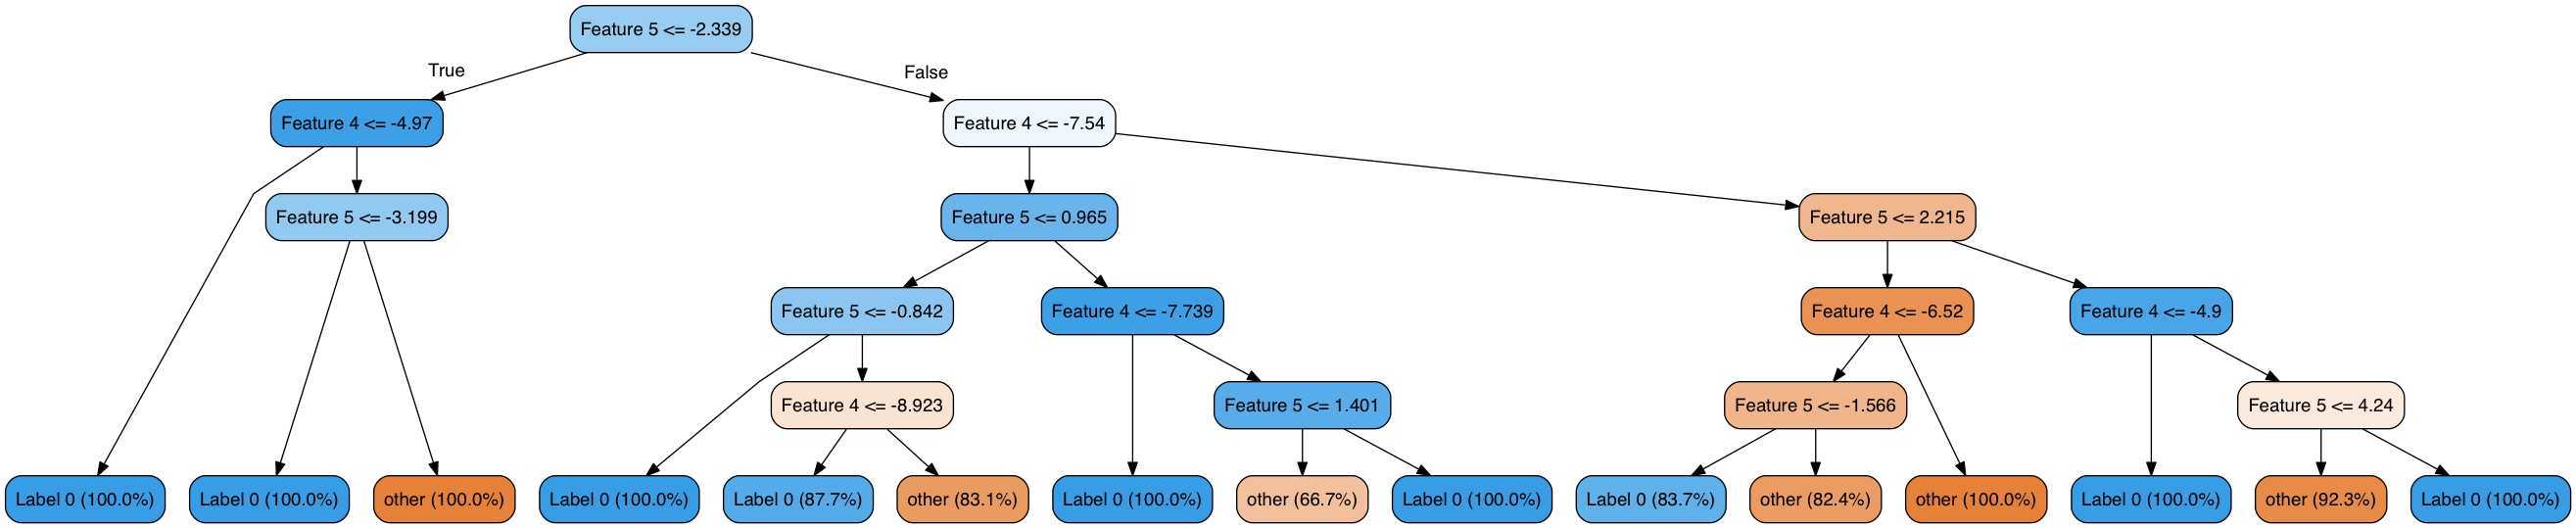 Feature 5 <= -2.339
True
False
Feature 4 <= -4.97
Feature 4 <= -7.54
Feature 5 <= -3.199
Feature 5 <= 0.965
Feature 5 <= 2.215
Feature 5 <= -0.842
Feature 4 <= -7.739
Feature 4 <= -6.52
Feature 4 <= -4.9
Feature 4 <= -8.923
Feature 5 <= 1.401
Feature 5 <= -1.566
Feature 5 <= 4.24
Label 0 (100.0%)
Label 0 (100.0%)
other (100.0%)
Label 0 (100.0%)
Label 0 (87.7%)
other (83.1%)
Label 0 (100.0%)
other (66.7%)
Label 0 (100.0%)
Label 0 (83.7%)
other (82.4%)
other (100.0%)
Label 0 (100.0%)
other (92.3%)
Label 0 (100.0%)